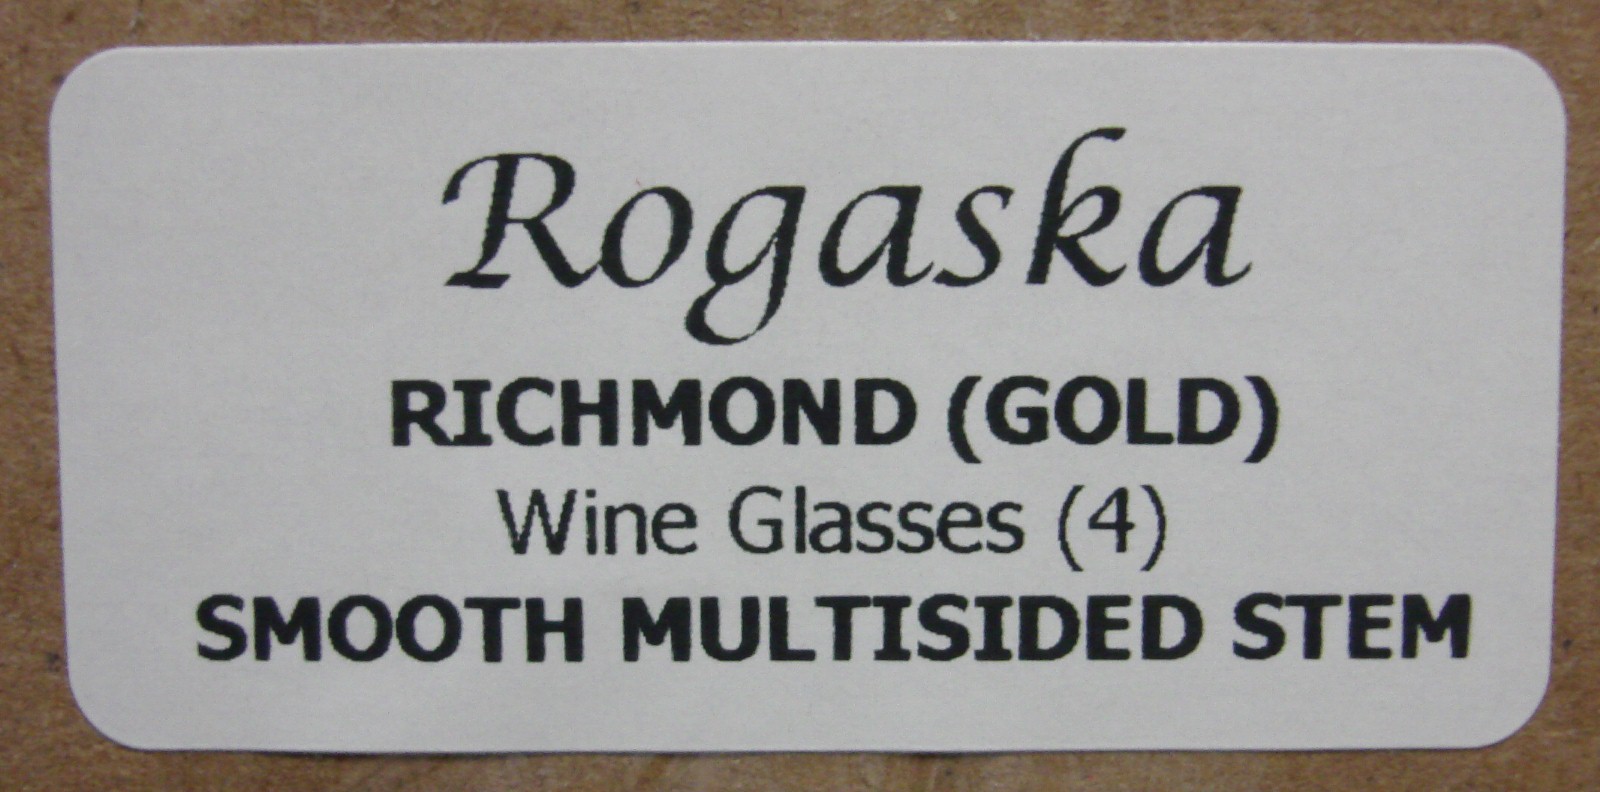 Rogaska
RICHMOND (GOLD)
Wine Glasses (4)
SMOOTH MULTISIDED STEM